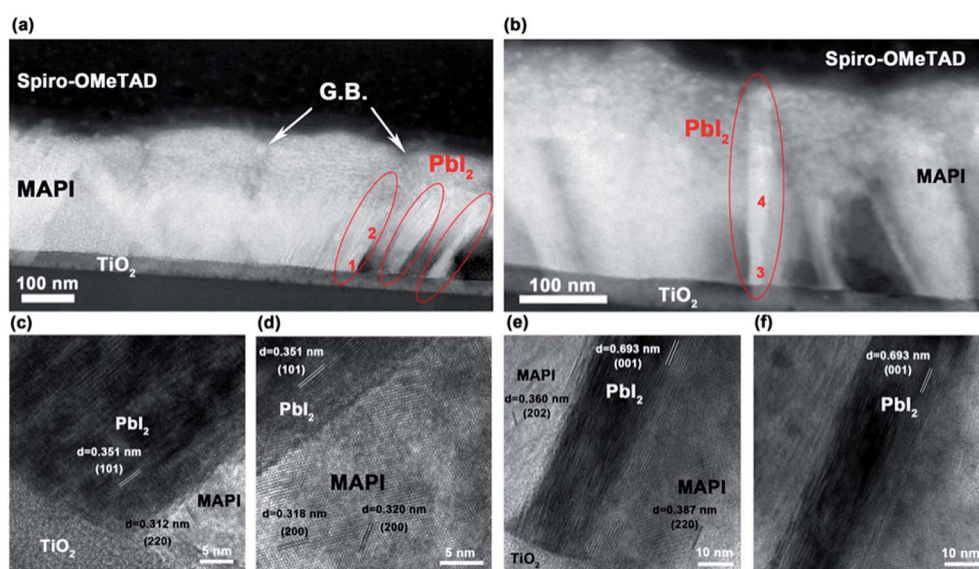 (a)
Spiro-OMeTAD
G.B.
PbI₂
MAPI
2
1
TiO₂
100 nm
(b)
Spiro-OMeTAD
PbI₂
MAPI
4
3
100 nm
TiO₂
(c)
PbI₂
d=0.351 nm
(101)
MAPI
d=0.312 nm
(220)
TiO₂
5 nm
(d)
d=0.351 nm
(101)
PbI₂
MAPI
d=0.318 nm
(200)
d=0.320 nm
(200)
5 nm
(e)
d=0.693 nm
(001)
MAPI
PbI₂
d=0.360 nm
(202)
MAPI
d=0.387 nm
(220)
TiO₂
10 nm
(f)
d=0.693 nm
(001)
PbI₂
10 nm